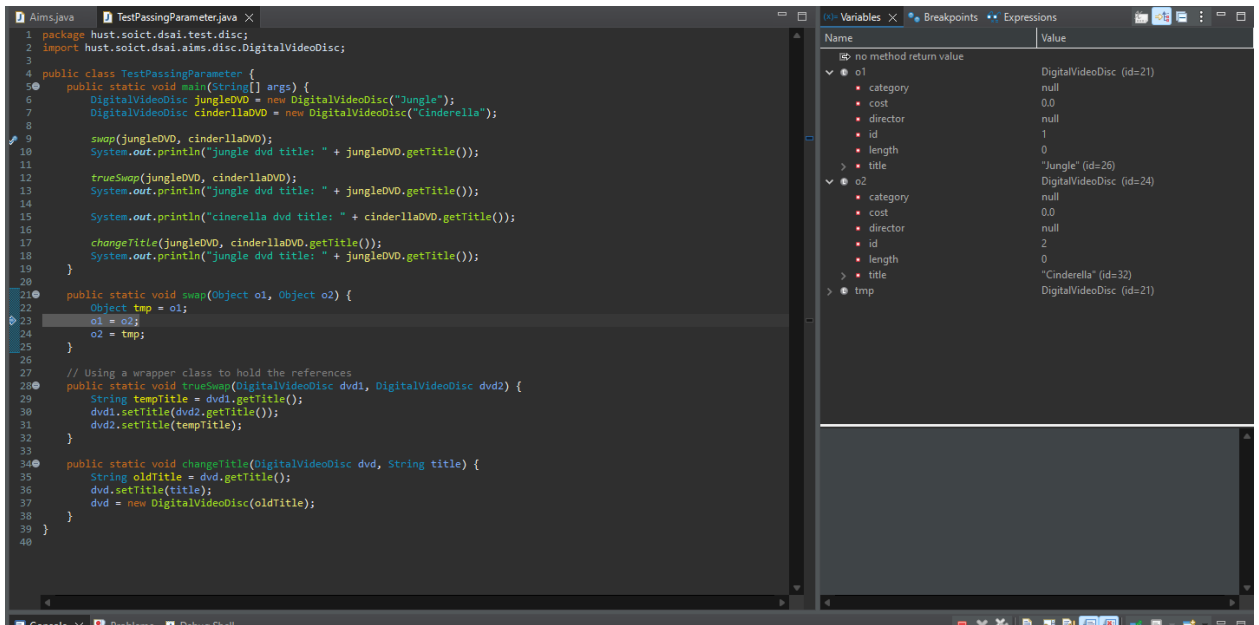 Aims.java TestPassingParameter.java
1 package hust.soict.dsai.test.disc;
2 import hust.soict.dsai.aims.disc.DigitalVideoDisc;
3
4 public class TestPassingParameter {
5 public static void main(String[] args) {
6 DigitalVideoDisc jungleDVD = new DigitalVideoDisc("Jungle");
7 DigitalVideoDisc cinderllaDVD = new DigitalVideoDisc("Cinderella");
8
9 swap(jungleDVD, cinderllaDVD);
10 System.out.println("jungle dvd title: " + jungleDVD.getTitle());
11
12 trueSwap(jungleDVD, cinderllaDVD);
13 System.out.println("jungle dvd title: " + jungleDVD.getTitle());
14
15 System.out.println("cinerella dvd title: " + cinderllaDVD.getTitle());
16
17 changeTitle(jungleDVD, cinderllaDVD.getTitle());
18 System.out.println("jungle dvd title: " + jungleDVD.getTitle());
19 }
20
21 public static void swap(Object o1, Object o2) {
22 Object tmp = o1;
23 o1 = o2;
24 o2 = tmp;
25 }
26
27 // Using a wrapper class to hold the references
28 public static void trueSwap(DigitalVideoDisc dvd1, DigitalVideoDisc dvd2) {
29 String tempTitle = dvd1.getTitle();
30 dvd1.setTitle(dvd2.getTitle());
31 dvd2.setTitle(tempTitle);
32 }
33
34 public static void changeTitle(DigitalVideoDisc dvd, String title) {
35 String oldTitle = dvd.getTitle();
36 dvd.setTitle(title);
37 dvd = new DigitalVideoDisc(oldTitle);
38 }
39 }
40
Variables Breakpoints Expressions
Name Value
no method return value
o1 DigitalVideoDisc (id=21)
category null
cost 0.0
director null
id 1
length 0
title "Jungle" (id=26)
o2 DigitalVideoDisc (id=24)
category null
cost 0.0
director null
id 2
length 0
title "Cinderella" (id=32)
tmp DigitalVideoDisc (id=21)
Console Problems Debug Shell